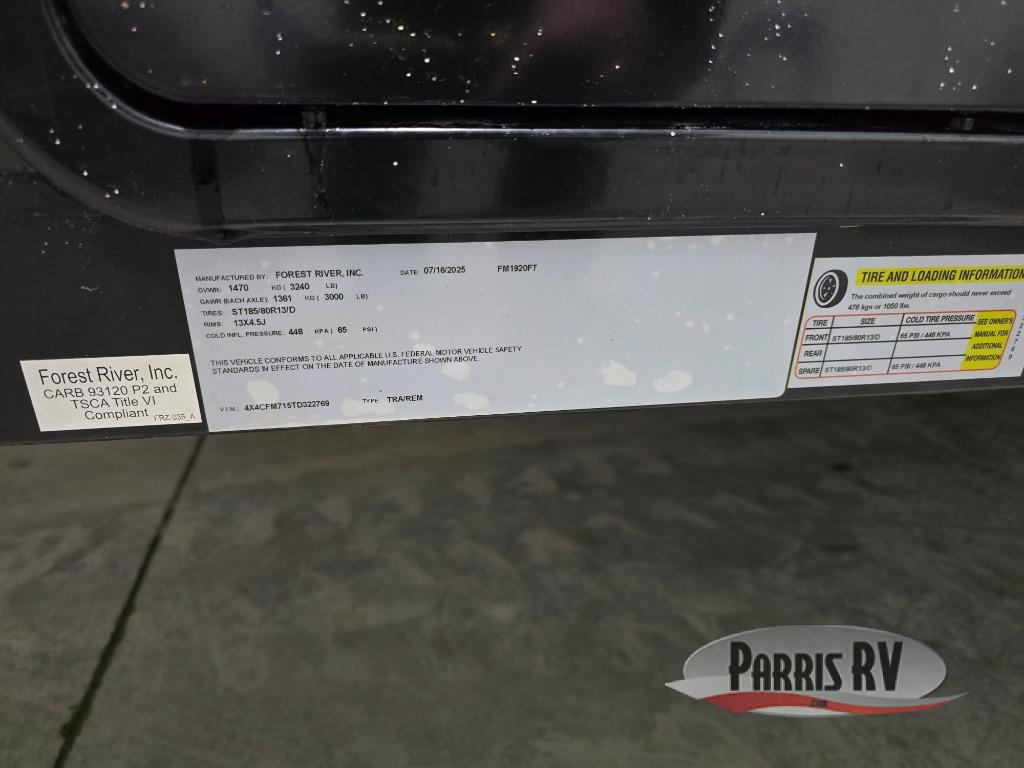 MANUFACTURED BY: FOREST RIVER, INC. DATE: 07/16/2025 FM1920FT
GVWR: 1470 KG ( 3240 LB)
GAWR (EACH AXLE): 1361 KG ( 3000 LB)
TIRES: ST185/80R13/D
RIMS: 13X4.5J
COLD INFL. PRESSURE: 448 KPA ( 65 PSI )
THIS VEHICLE CONFORMS TO ALL APPLICABLE U.S. FEDERAL MOTOR VEHICLE SAFETY
STANDARDS IN EFFECT ON THE DATE OF MANUFACTURE SHOWN ABOVE.
V.I.N.: 4X4CFM715TD322769 TYPE: TRA/REM
Forest River, Inc.
CARB 93120 P2 and
TSCA Title VI
Compliant
FRZ 035 A
TIRE AND LOADING INFORMATION
The combined weight of cargo should never exceed
476 kgs or 1050 lbs.
TIRE SIZE COLD TIRE PRESSURE
FRONT ST185/80R13/D 65 PSI / 448 KPA
REAR
SPARE ST185/80R13/D 65 PSI / 448 KPA
SEE OWNER'S
MANUAL FOR
ADDITIONAL
INFORMATION
PARRIS RV
.com